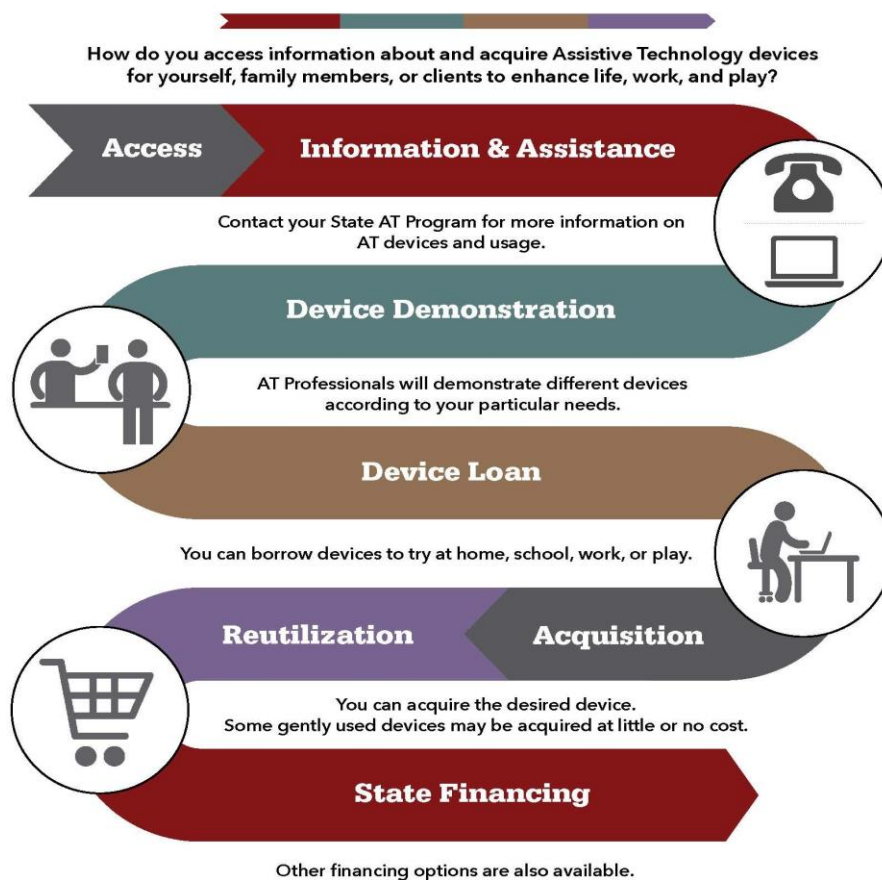 How do you access information about and acquire Assistive Technology devices
for yourself, family members, or clients to enhance life, work, and play?
Access
Information & Assistance
Contact your State AT Program for more information on
AT devices and usage.
Device Demonstration
AT Professionals will demonstrate different devices
according to your particular needs.
Device Loan
You can borrow devices to try at home, school, work, or play.
Reutilization
Acquisition
You can acquire the desired device.
Some gently used devices may be acquired at little or no cost.
State Financing
Other financing options are also available.